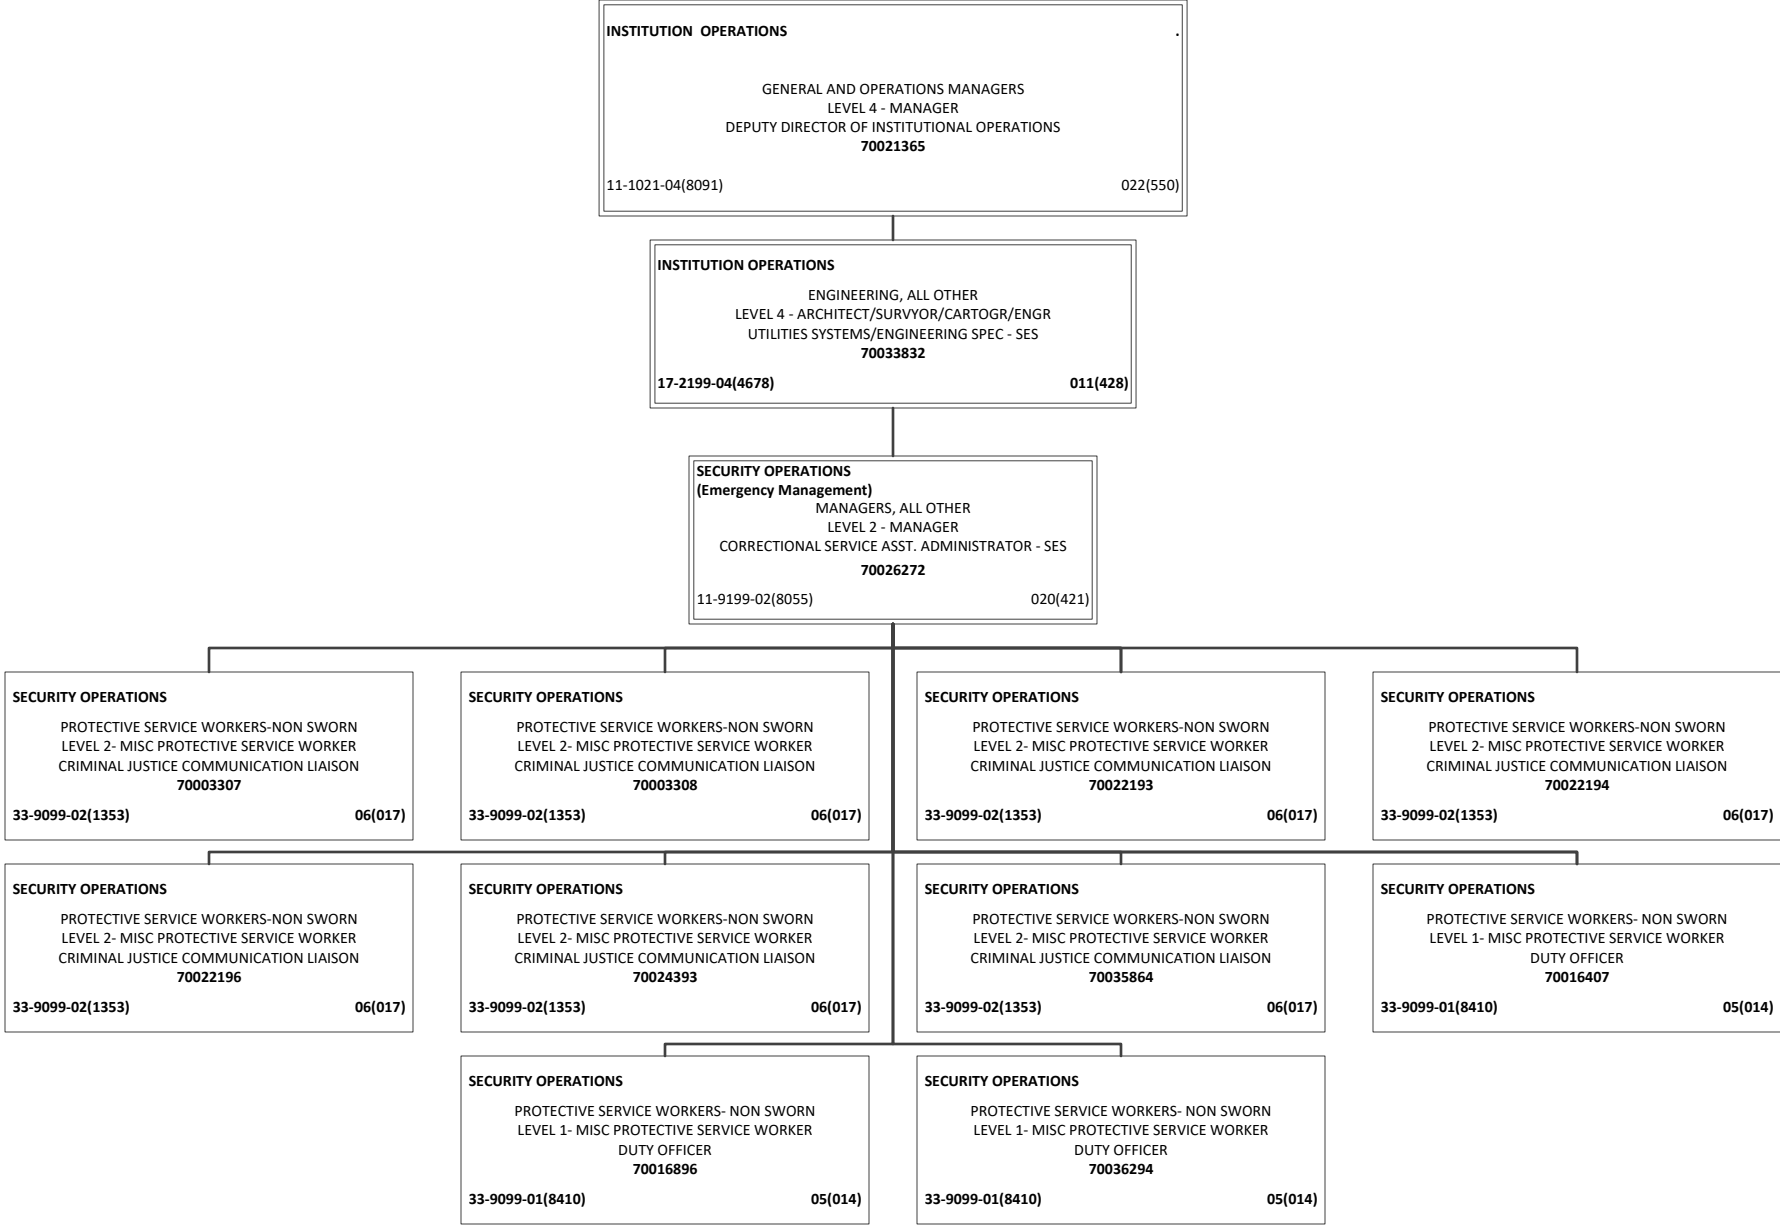 INSTITUTION  OPERATIONS .
GENERAL AND OPERATIONS MANAGERS
LEVEL 4 - MANAGER
DEPUTY DIRECTOR OF INSTITUTIONAL OPERATIONS
70021365
11-1021-04(8091) 022(550)
INSTITUTION OPERATIONS
ENGINEERING, ALL OTHER
LEVEL 4 - ARCHITECT/SURVYOR/CARTOGR/ENGR
UTILITIES SYSTEMS/ENGINEERING SPEC - SES
70033832
17-2199-04(4678) 011(428)
SECURITY OPERATIONS
(Emergency Management)
MANAGERS, ALL OTHER
LEVEL 2 - MANAGER
CORRECTIONAL SERVICE ASST. ADMINISTRATOR - SES
70026272
11-9199-02(8055) 020(421)
SECURITY OPERATIONS
PROTECTIVE SERVICE WORKERS-NON SWORN
LEVEL 2- MISC PROTECTIVE SERVICE WORKER
CRIMINAL JUSTICE COMMUNICATION LIAISON
70003307
33-9099-02(1353) 06(017)
SECURITY OPERATIONS
PROTECTIVE SERVICE WORKERS-NON SWORN
LEVEL 2- MISC PROTECTIVE SERVICE WORKER
CRIMINAL JUSTICE COMMUNICATION LIAISON
70003308
33-9099-02(1353) 06(017)
SECURITY OPERATIONS
PROTECTIVE SERVICE WORKERS-NON SWORN
LEVEL 2- MISC PROTECTIVE SERVICE WORKER
CRIMINAL JUSTICE COMMUNICATION LIAISON
70022193
33-9099-02(1353) 06(017)
SECURITY OPERATIONS
PROTECTIVE SERVICE WORKERS-NON SWORN
LEVEL 2- MISC PROTECTIVE SERVICE WORKER
CRIMINAL JUSTICE COMMUNICATION LIAISON
70022194
33-9099-02(1353) 06(017)
SECURITY OPERATIONS
PROTECTIVE SERVICE WORKERS-NON SWORN
LEVEL 2- MISC PROTECTIVE SERVICE WORKER
CRIMINAL JUSTICE COMMUNICATION LIAISON
70022196
33-9099-02(1353) 06(017)
SECURITY OPERATIONS
PROTECTIVE SERVICE WORKERS-NON SWORN
LEVEL 2- MISC PROTECTIVE SERVICE WORKER
CRIMINAL JUSTICE COMMUNICATION LIAISON
70024393
33-9099-02(1353) 06(017)
SECURITY OPERATIONS
PROTECTIVE SERVICE WORKERS-NON SWORN
LEVEL 2- MISC PROTECTIVE SERVICE WORKER
CRIMINAL JUSTICE COMMUNICATION LIAISON
70035864
33-9099-02(1353) 06(017)
SECURITY OPERATIONS
PROTECTIVE SERVICE WORKERS- NON SWORN
LEVEL 1- MISC PROTECTIVE SERVICE WORKER
DUTY OFFICER
70016407
33-9099-01(8410) 05(014)
SECURITY OPERATIONS
PROTECTIVE SERVICE WORKERS- NON SWORN
LEVEL 1- MISC PROTECTIVE SERVICE WORKER
DUTY OFFICER
70016896
33-9099-01(8410) 05(014)
SECURITY OPERATIONS
PROTECTIVE SERVICE WORKERS- NON SWORN
LEVEL 1- MISC PROTECTIVE SERVICE WORKER
DUTY OFFICER
70036294
33-9099-01(8410) 05(014)